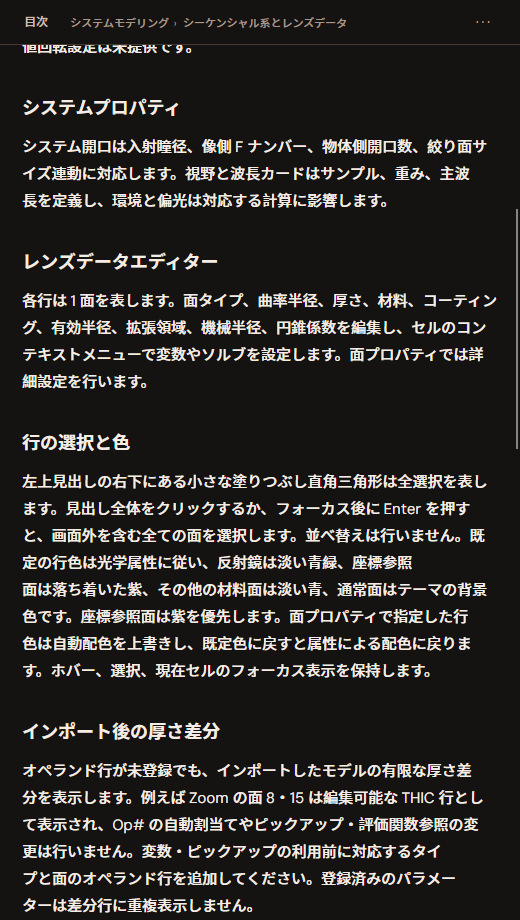 目次 システムモデリング › シーケンシャル系とレンズデータ ···
値回転設定は未提供です。
システムプロパティ
システム開口は入射瞳径、像側 F ナンバー、物体側開口数、絞り面サ
イズ連動に対応します。視野と波長カードはサンプル、重み、主波
長を定義し、環境と偏光は対応する計算に影響します。
レンズデータエディター
各行は 1 面を表します。面タイプ、曲率半径、厚さ、材料、コーティン
グ、有効半径、拡張領域、機械半径、円錐係数を編集し、セルのコン
テキストメニューで変数やソルブを設定します。面プロパティでは詳
細設定を行います。
行の選択と色
左上見出しの右下にある小さな塗りつぶし直角三角形は全選択を表し
ます。見出し全体をクリックするか、フォーカス後に Enter を押す
と、画面外を含む全ての面を選択します。並べ替えは行いません。既
定の行色は光学属性に従い、反射鏡は淡い青緑、座標参照
面は落ち着いた紫、その他の材料面は淡い青、通常面はテーマの背景
色です。座標参照面は紫を優先します。面プロパティで指定した行
色は自動配色を上書きし、既定色に戻すと属性による配色に戻りま
す。ホバー、選択、現在セルのフォーカス表示を保持します。
インポート後の厚さ差分
オペランド行が未登録でも、インポートしたモデルの有限な厚さ差
分を表示します。例えば Zoom の面 8・15 は編集可能な THIC 行とし
て表示され、Op# の自動割当てやピックアップ・評価関数参照の変
更は行いません。変数・ピックアップの利用前に対応するタイ
プと面のオペランド行を追加してください。登録済みのパラメー
ターは差分行に重複表示しません。